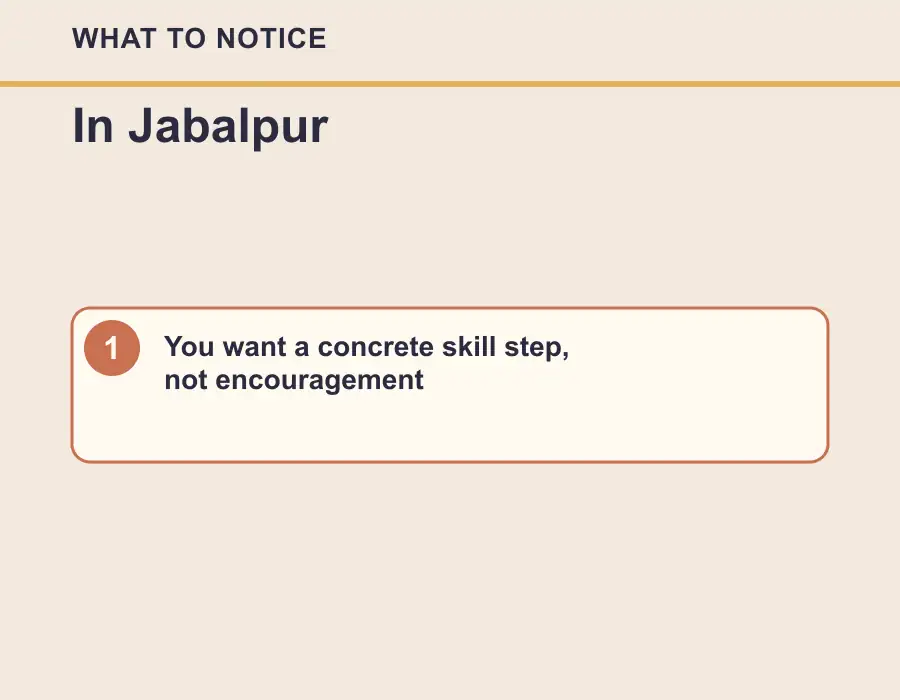 WHAT TO NOTICE
In Jabalpur
1
You want a concrete skill step,
not encouragement